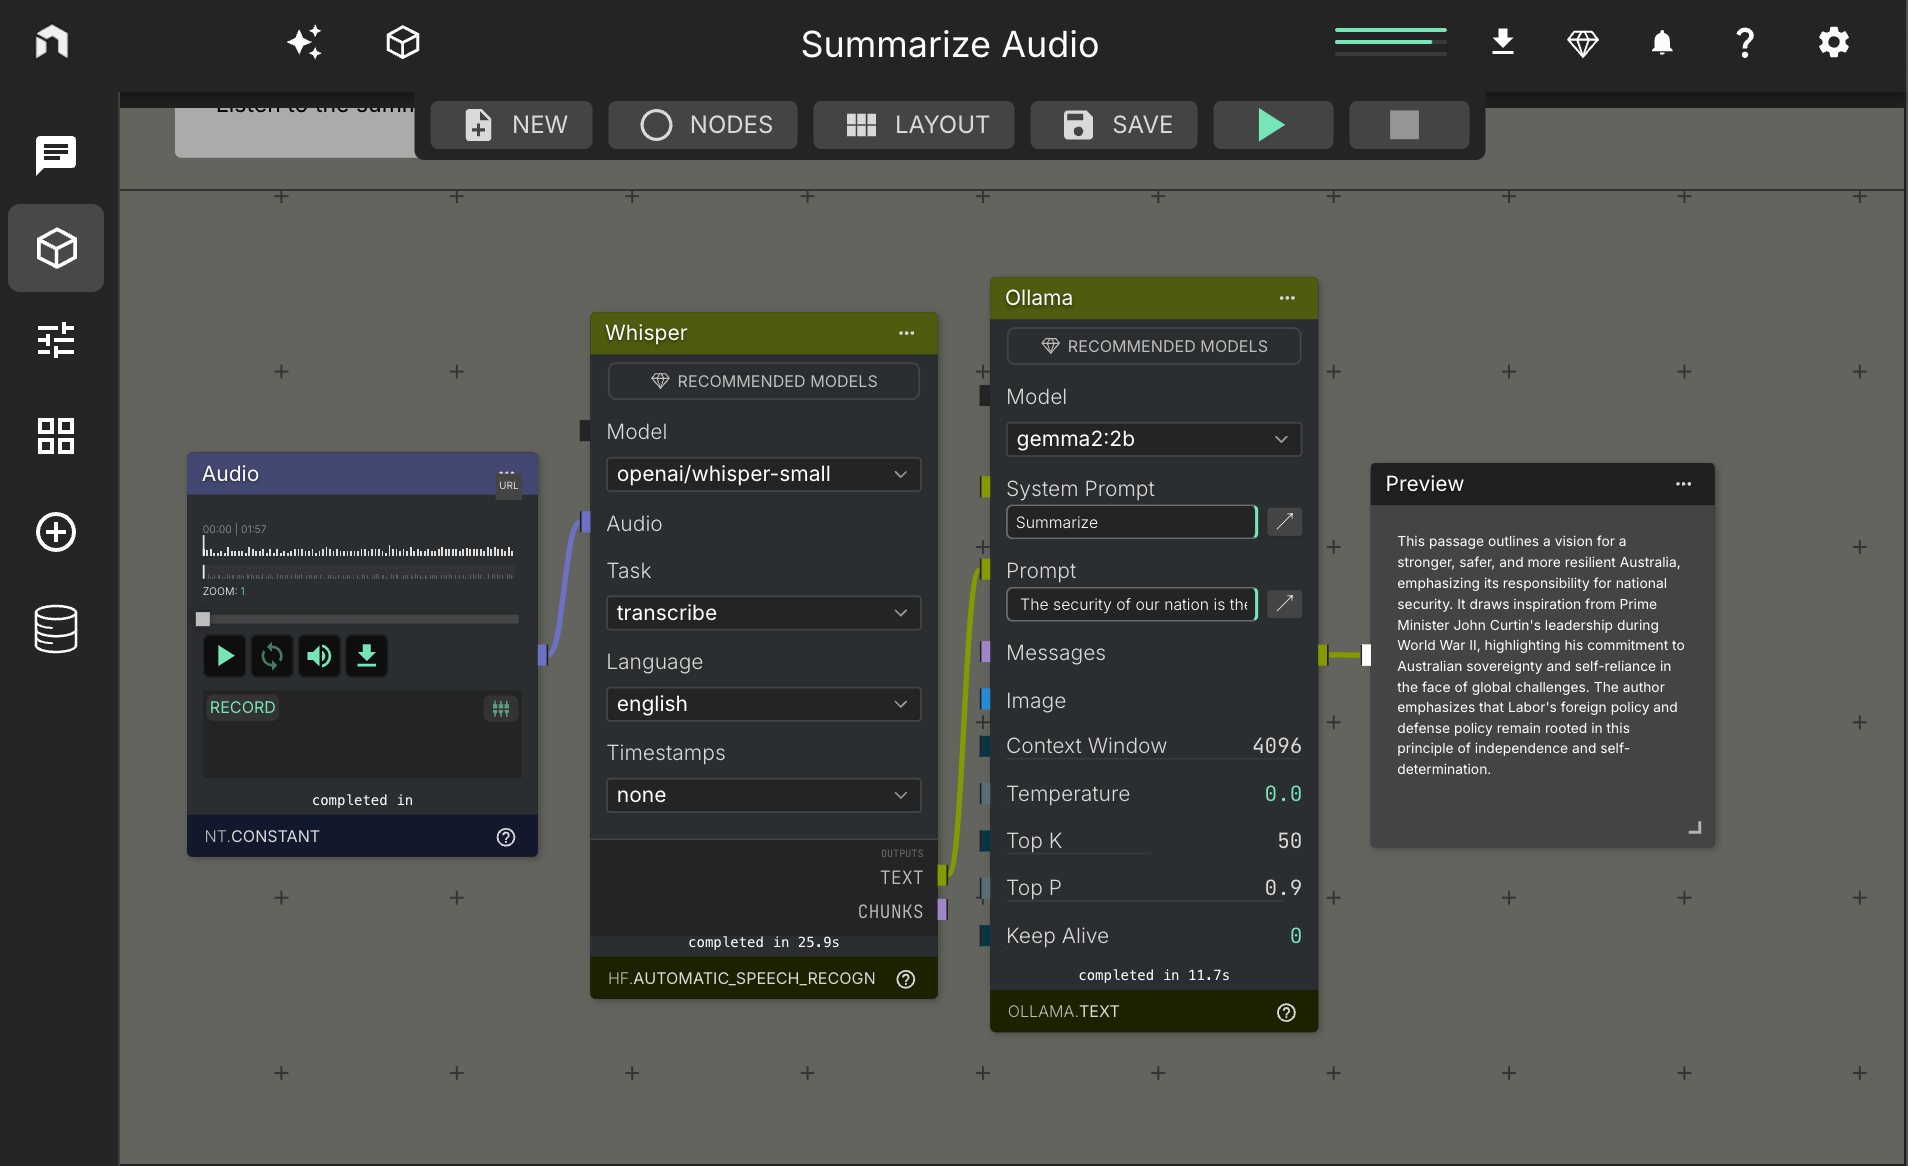 Summarize Audio
NEW
NODES
LAYOUT
SAVE
Audio
URL
00:00 | 01:57
ZOOM: 1
RECORD
completed in
NT.CONSTANT
Whisper
RECOMMENDED MODELS
Model
openai/whisper-small
Audio
Task
transcribe
Language
english
Timestamps
none
OUTPUTS
TEXT
CHUNKS
completed in 25.9s
HF.AUTOMATIC_SPEECH_RECOGN
Ollama
RECOMMENDED MODELS
Model
gemma2:2b
System Prompt
Summarize
Prompt
The security of our nation is the
Messages
Image
Context Window 4096
Temperature 0.0
Top K 50
Top P 0.9
Keep Alive 0
completed in 11.7s
OLLAMA.TEXT
Preview
This passage outlines a vision for a
stronger, safer, and more resilient Australia,
emphasizing its responsibility for national
security. It draws inspiration from Prime
Minister John Curtin's leadership during
World War II, highlighting his commitment to
Australian sovereignty and self-reliance in
the face of global challenges. The author
emphasizes that Labor's foreign policy and
defense policy remain rooted in this
principle of independence and self-
determination.